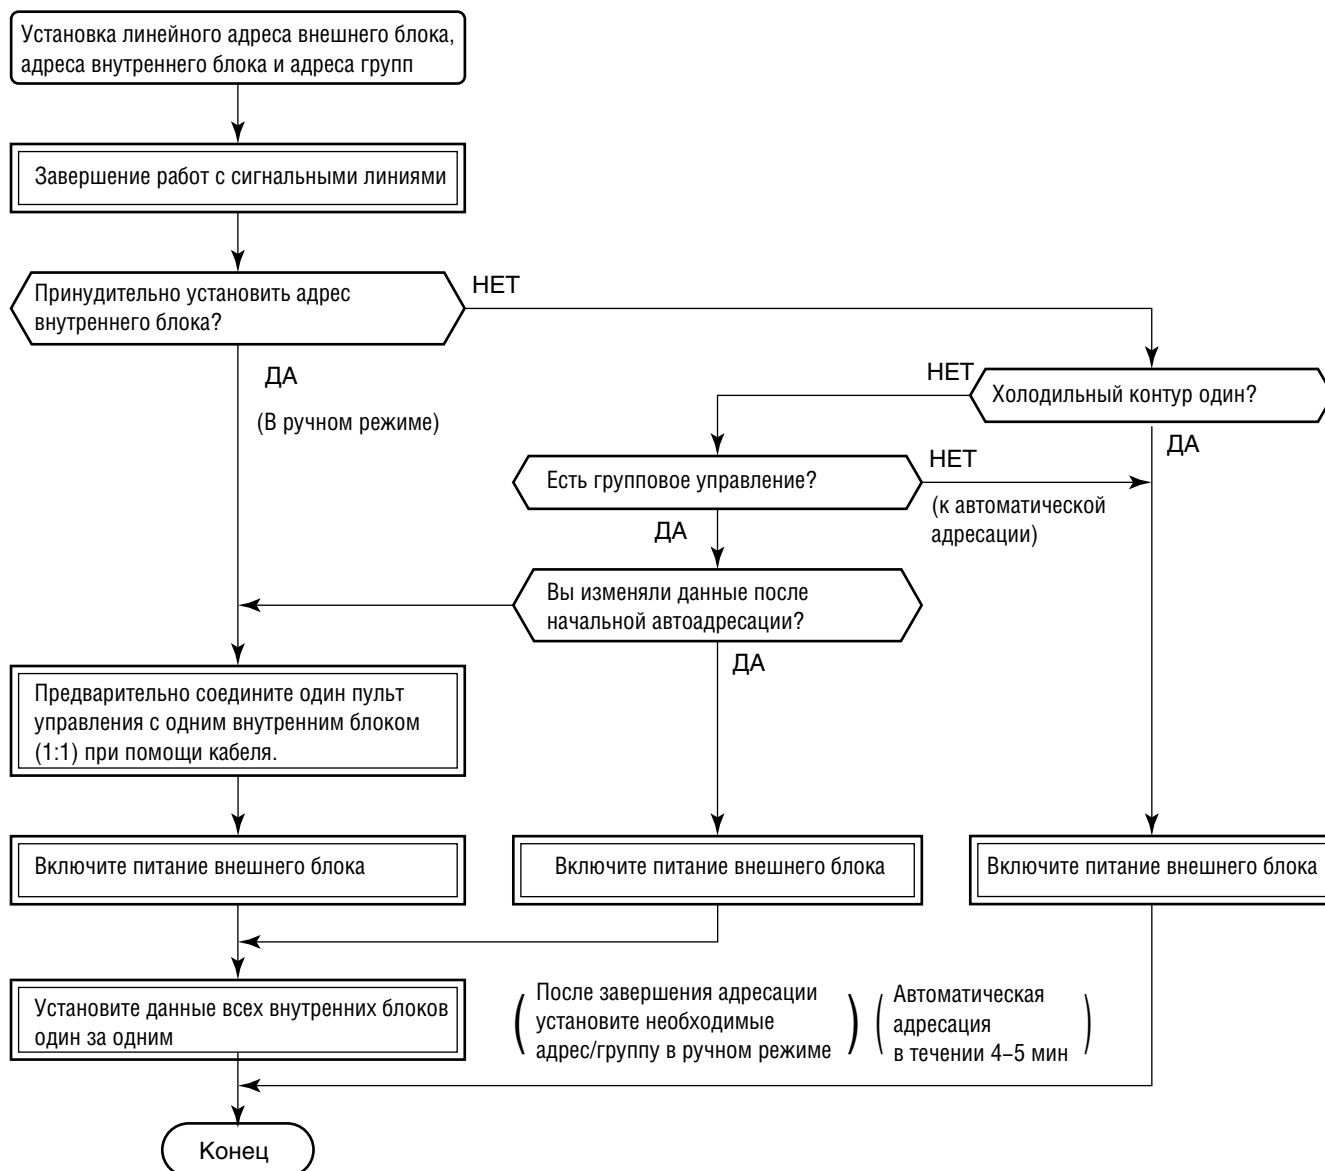 Установка линейного адреса внешнего блока,
адреса внутреннего блока и адреса групп
Завершение работ с сигнальными линиями
Принудительно установить адрес
внутреннего блока?
НЕТ
ДА
(В ручном режиме)
НЕТ
Холодильный контур один?
ДА
Есть групповое управление?
НЕТ
(к автоматической
адресации)
ДА
Вы изменяли данные после
начальной автоадресации?
ДА
Предварительно соедините один пульт
управления с одним внутренним блоком
(1:1) при помощи кабеля.
Включите питание внешнего блока
Включите питание внешнего блока
Включите питание внешнего блока
Установите данные всех внутренних блоков
один за одним
(После завершения адресации
установите необходимые
адрес/группу в ручном режиме)
(Автоматическая
адресация
в течении 4–5 мин)
Конец